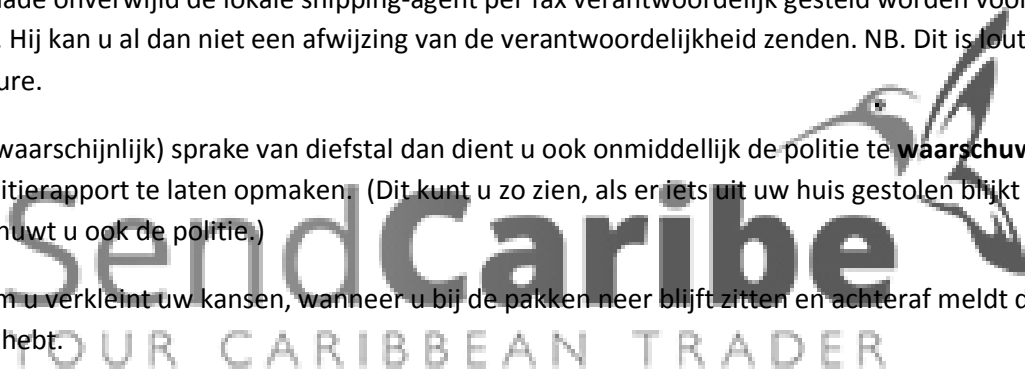 onverwijld de lokale shipping-agent per fax verantwoordelijk gesteld worden voor
. Hij kan u al dan niet een afwijzing van de verantwoordelijkheid zenden. NB. Dit is lout
ure.
waarschijnlijk) sprake van diefstal dan dient u ook onmiddellijk de politie te waarschuw
itierapport te laten opmaken. (Dit kunt u zo zien, als er iets uit uw huis gestolen blijkt
huwt u ook de politie.)
SendCaribe
m u verkleint uw kansen, wanneer u bij de pakken neer blijft zitten en achteraf meldt d
hebt.
YOUR CARIBBEAN TRADER